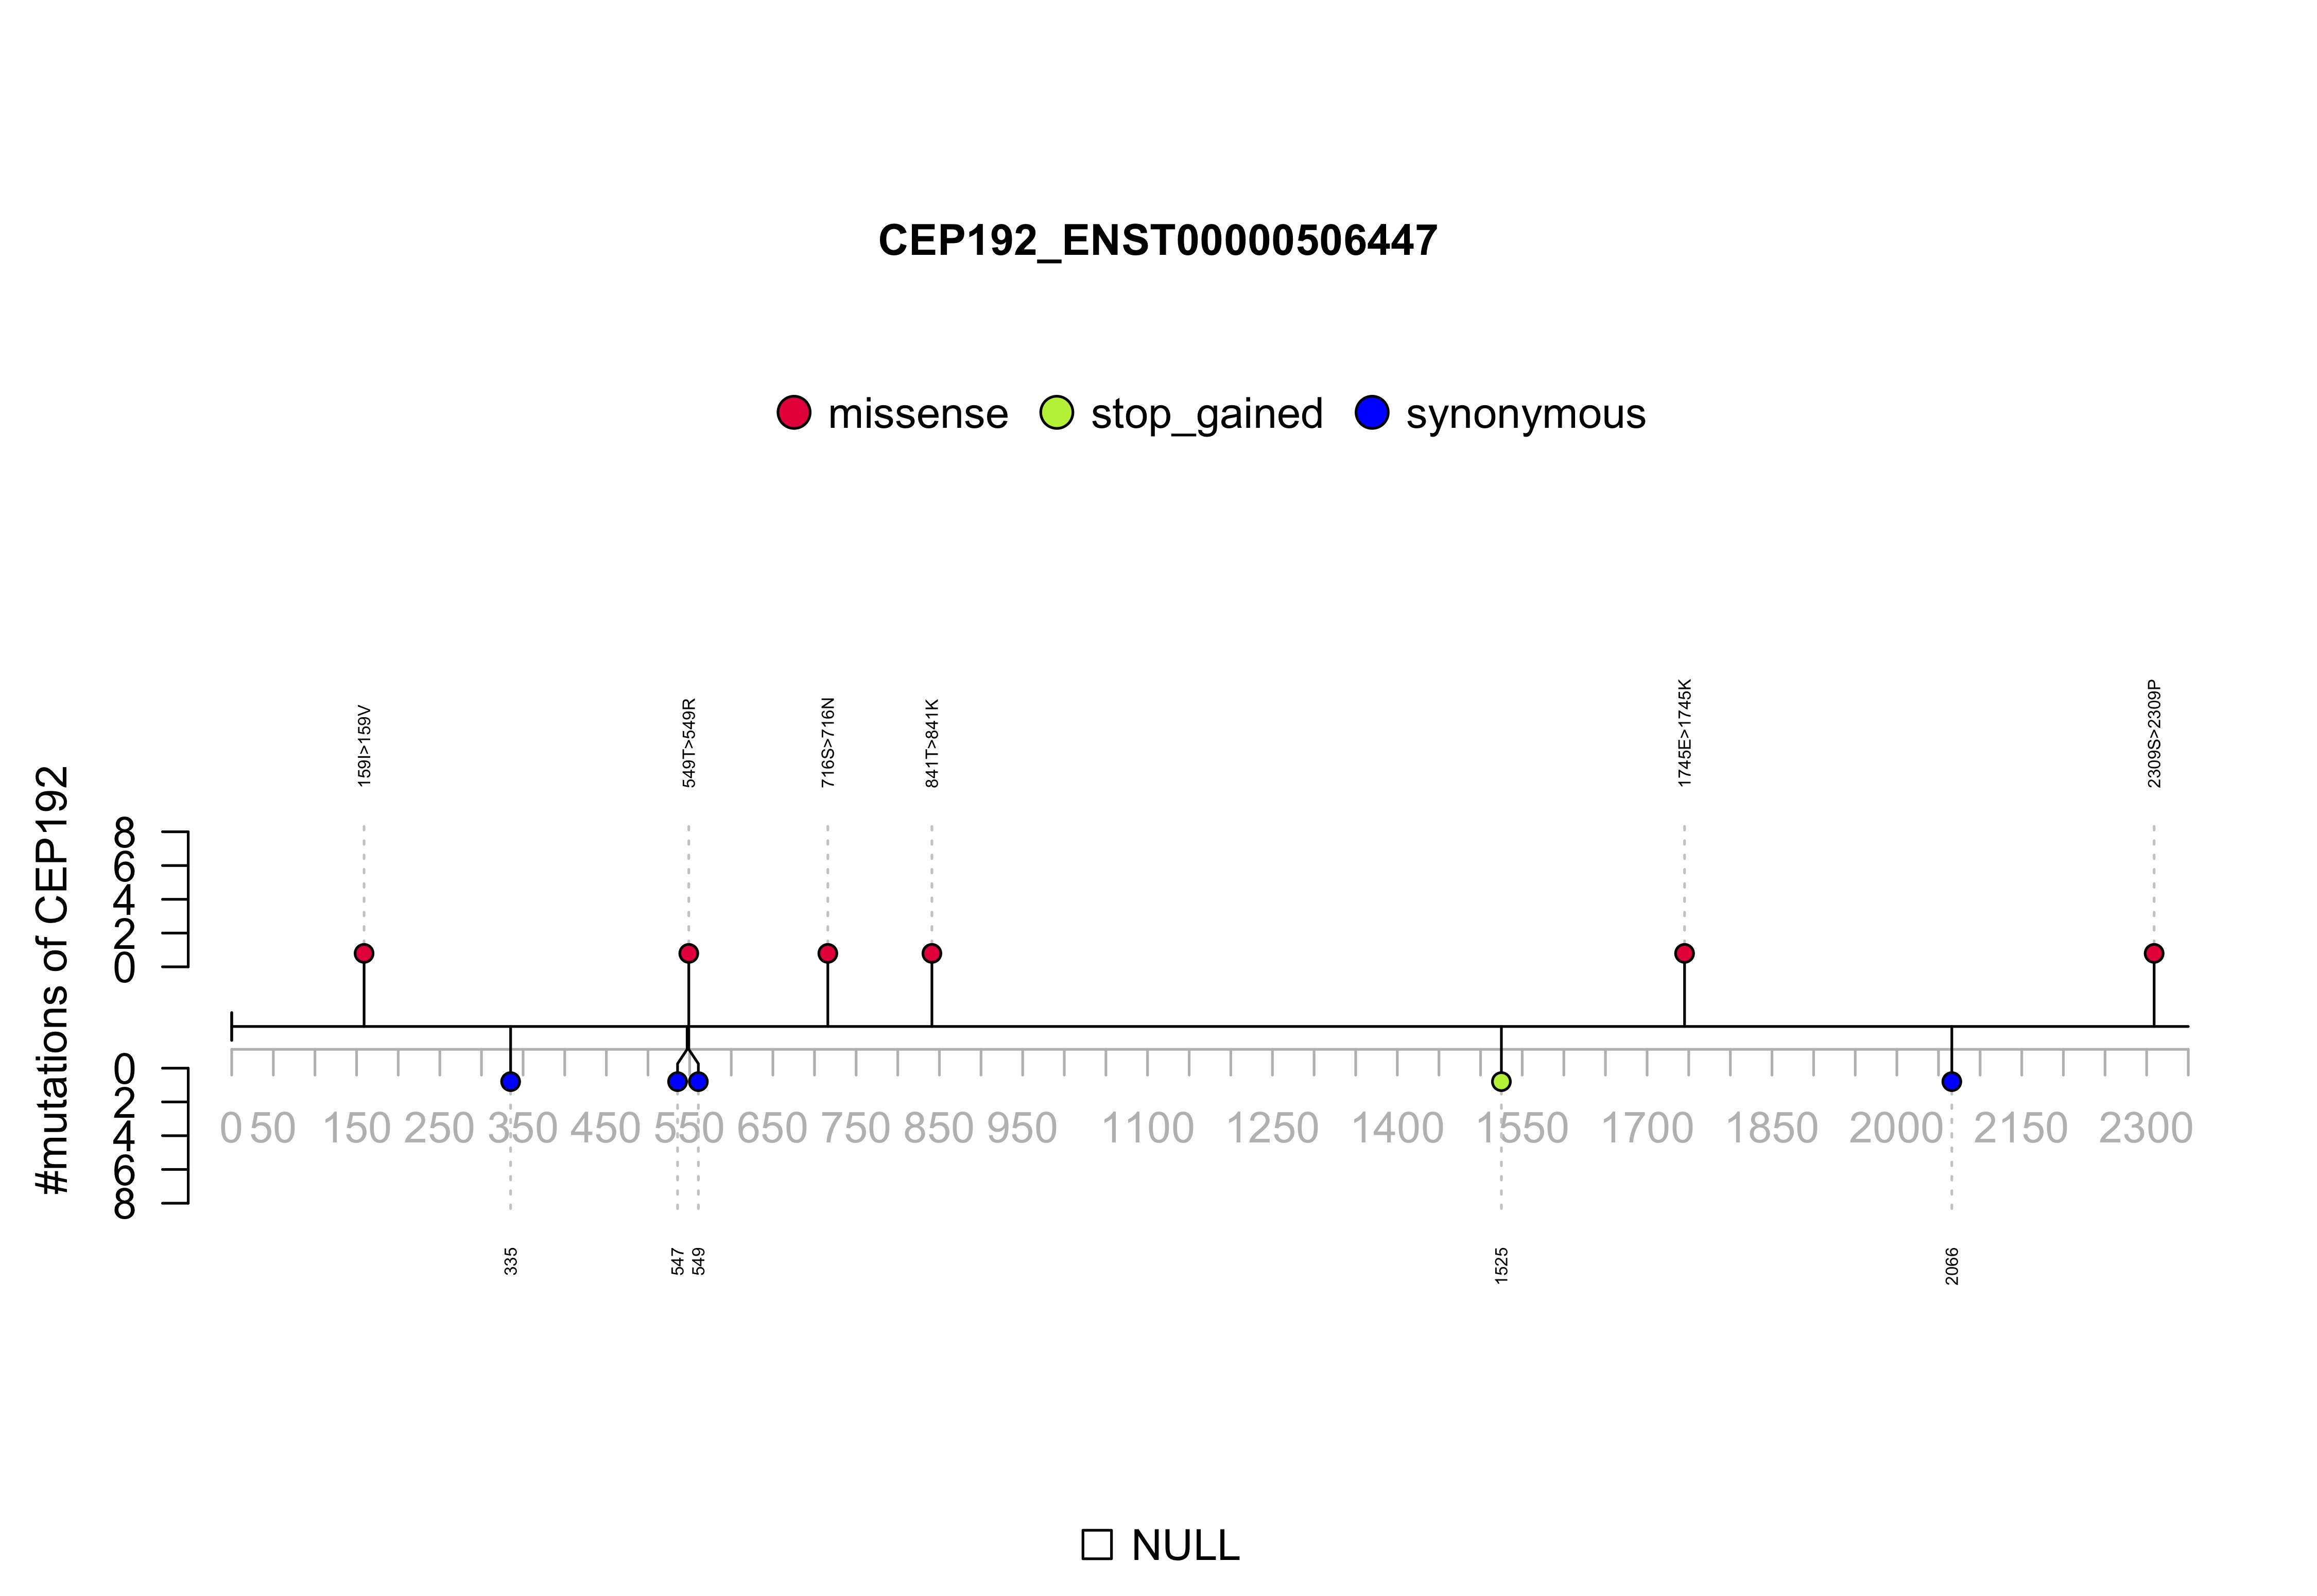 CEP192_ENST00000506447
missense stop_gained synonymous
159I>159V 549T>549R 716S>716N 841T>841K 1745E>1745K 2309S>2309P
#mutations of CEP192
8
6
4
2
0
0
2
4
6
8
0 50 150 250 350 450 550 650 750 850 950 1100 1250 1400 1550 1700 1850 2000 2150 2300
335 547 549 1525 2066
NULL